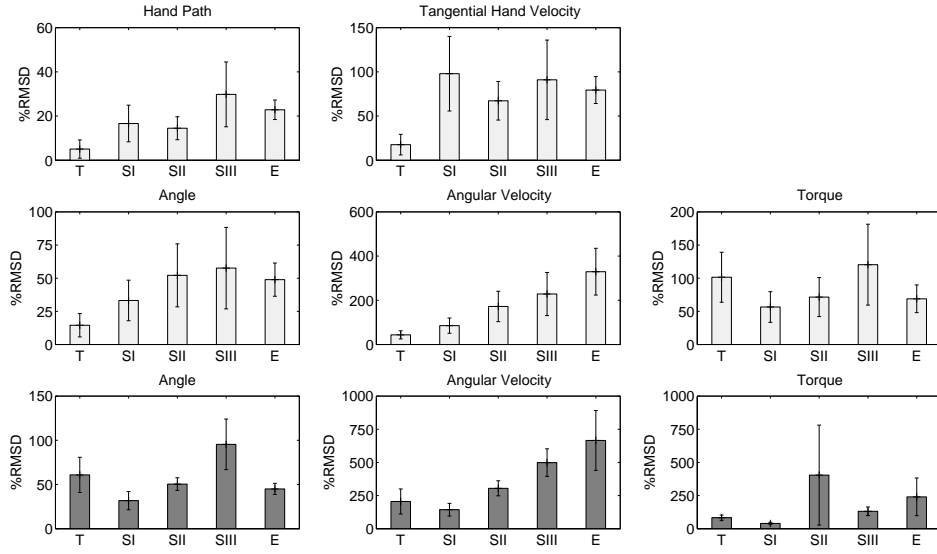 Hand Path
%RMSD
60
40
20
0
T SI SII SIII E
Tangential Hand Velocity
%RMSD
150
100
50
0
T SI SII SIII E
Angle
%RMSD
100
75
50
25
0
T SI SII SIII E
Angular Velocity
%RMSD
600
400
200
0
T SI SII SIII E
Torque
%RMSD
200
150
100
50
0
T SI SII SIII E
Angle
%RMSD
150
100
50
0
T SI SII SIII E
Angular Velocity
%RMSD
1000
750
500
250
0
T SI SII SIII E
Torque
%RMSD
1000
750
500
250
0
T SI SII SIII E